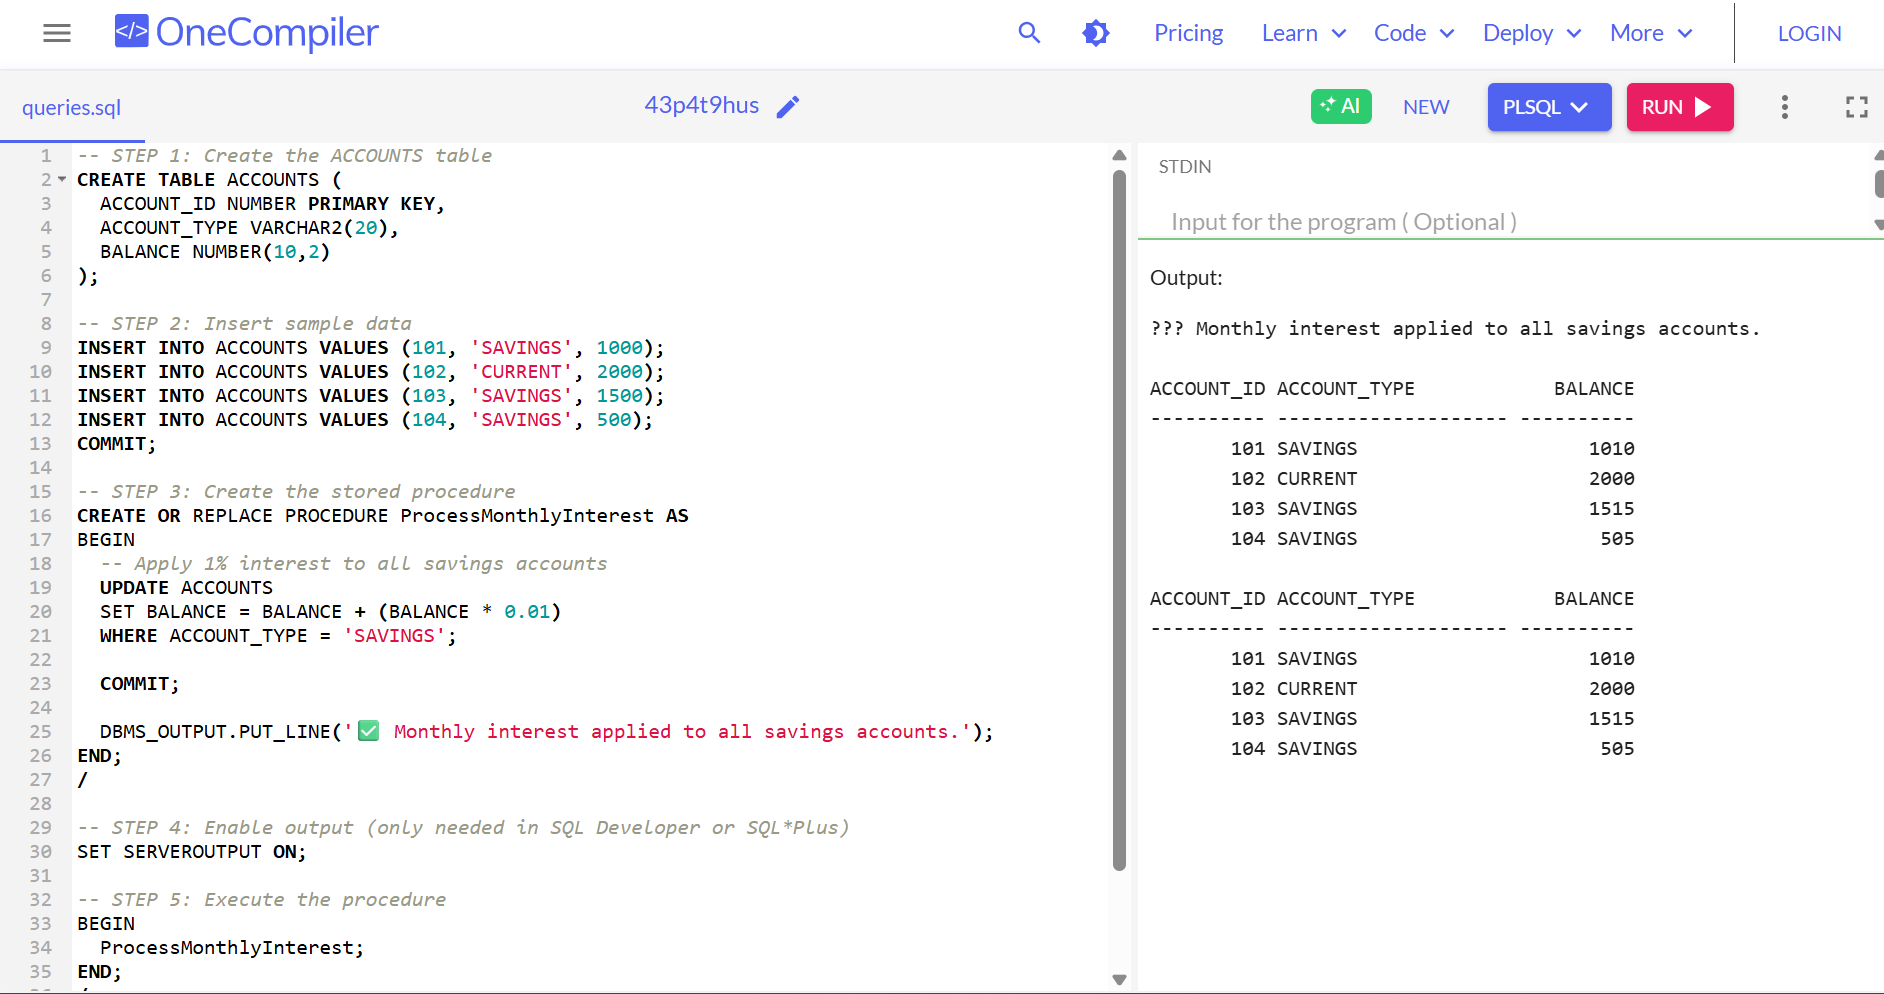 </> OneCompiler
Pricing Learn Code Deploy More LOGIN
queries.sql
43p4t9hus
AI NEW PLSQL RUN
1 -- STEP 1: Create the ACCOUNTS table
2 CREATE TABLE ACCOUNTS (
3 ACCOUNT_ID NUMBER PRIMARY KEY,
4 ACCOUNT_TYPE VARCHAR2(20),
5 BALANCE NUMBER(10,2)
6 );
7
8 -- STEP 2: Insert sample data
9 INSERT INTO ACCOUNTS VALUES (101, 'SAVINGS', 1000);
10 INSERT INTO ACCOUNTS VALUES (102, 'CURRENT', 2000);
11 INSERT INTO ACCOUNTS VALUES (103, 'SAVINGS', 1500);
12 INSERT INTO ACCOUNTS VALUES (104, 'SAVINGS', 500);
13 COMMIT;
14
15 -- STEP 3: Create the stored procedure
16 CREATE OR REPLACE PROCEDURE ProcessMonthlyInterest AS
17 BEGIN
18 -- Apply 1% interest to all savings accounts
19 UPDATE ACCOUNTS
20 SET BALANCE = BALANCE + (BALANCE * 0.01)
21 WHERE ACCOUNT_TYPE = 'SAVINGS';
22
23 COMMIT;
24
25 DBMS_OUTPUT.PUT_LINE('✅ Monthly interest applied to all savings accounts.');
26 END;
27 /
28
29 -- STEP 4: Enable output (only needed in SQL Developer or SQL*Plus)
30 SET SERVEROUTPUT ON;
31
32 -- STEP 5: Execute the procedure
33 BEGIN
34 ProcessMonthlyInterest;
35 END;
STDIN
Input for the program ( Optional )
Output:
??? Monthly interest applied to all savings accounts.
ACCOUNT_ID ACCOUNT_TYPE BALANCE
---------- -------------------- ----------
101 SAVINGS 1010
102 CURRENT 2000
103 SAVINGS 1515
104 SAVINGS 505
ACCOUNT_ID ACCOUNT_TYPE BALANCE
---------- -------------------- ----------
101 SAVINGS 1010
102 CURRENT 2000
103 SAVINGS 1515
104 SAVINGS 505